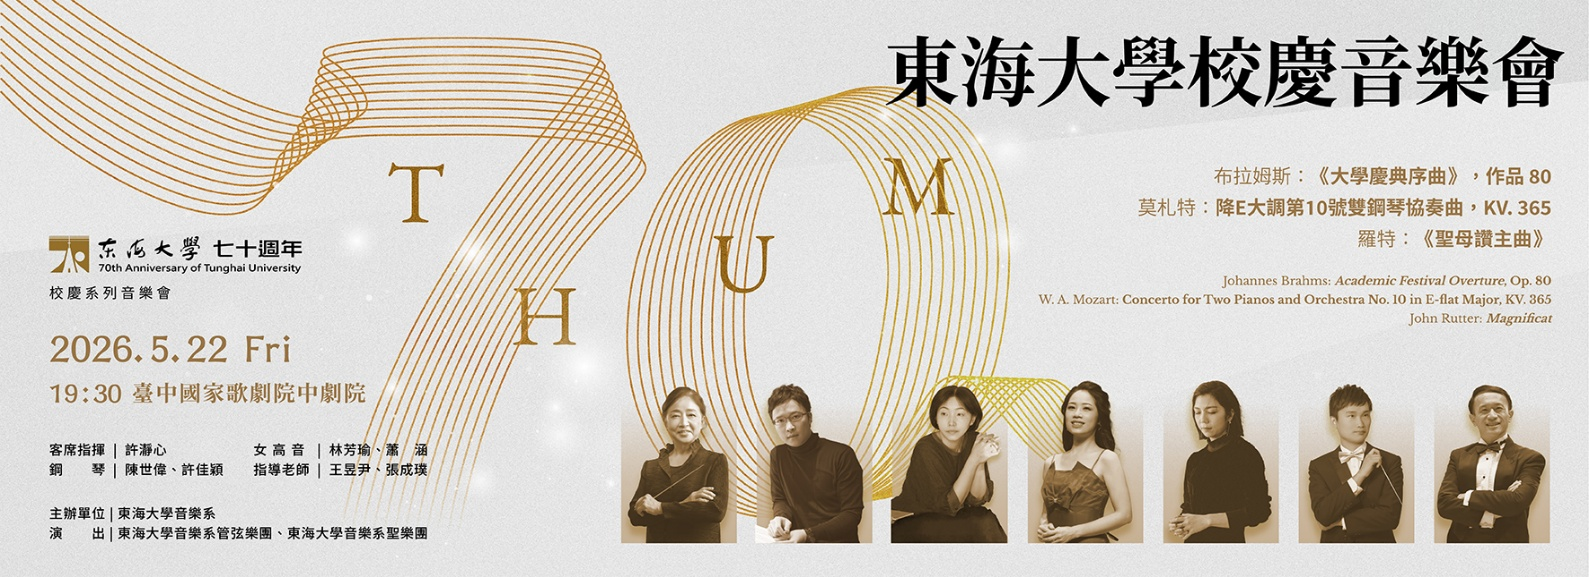 東海大學校慶音樂會
T
H
U
M
布拉姆斯：《大學慶典序曲》，作品 80
莫札特：降E大調第10號雙鋼琴協奏曲，KV. 365
羅特：《聖母讚主曲》
Johannes Brahms: Academic Festival Overture, Op. 80
W. A. Mozart: Concerto for Two Pianos and Orchestra No. 10 in E-flat Major, KV. 365
John Rutter: Magnificat
东海大學 七十週年
70th Anniversary of Tunghai University
校慶系列音樂會
2026.5.22 Fri
19:30 臺中國家歌劇院中劇院
客席指揮｜許瀞心 女高音｜林芳瑜、蕭 涵
鋼 琴｜陳世偉、許佳穎 指導老師｜王昱尹、張成璞
主辦單位｜東海大學音樂系
演 出｜東海大學音樂系管弦樂團、東海大學音樂系聖樂團